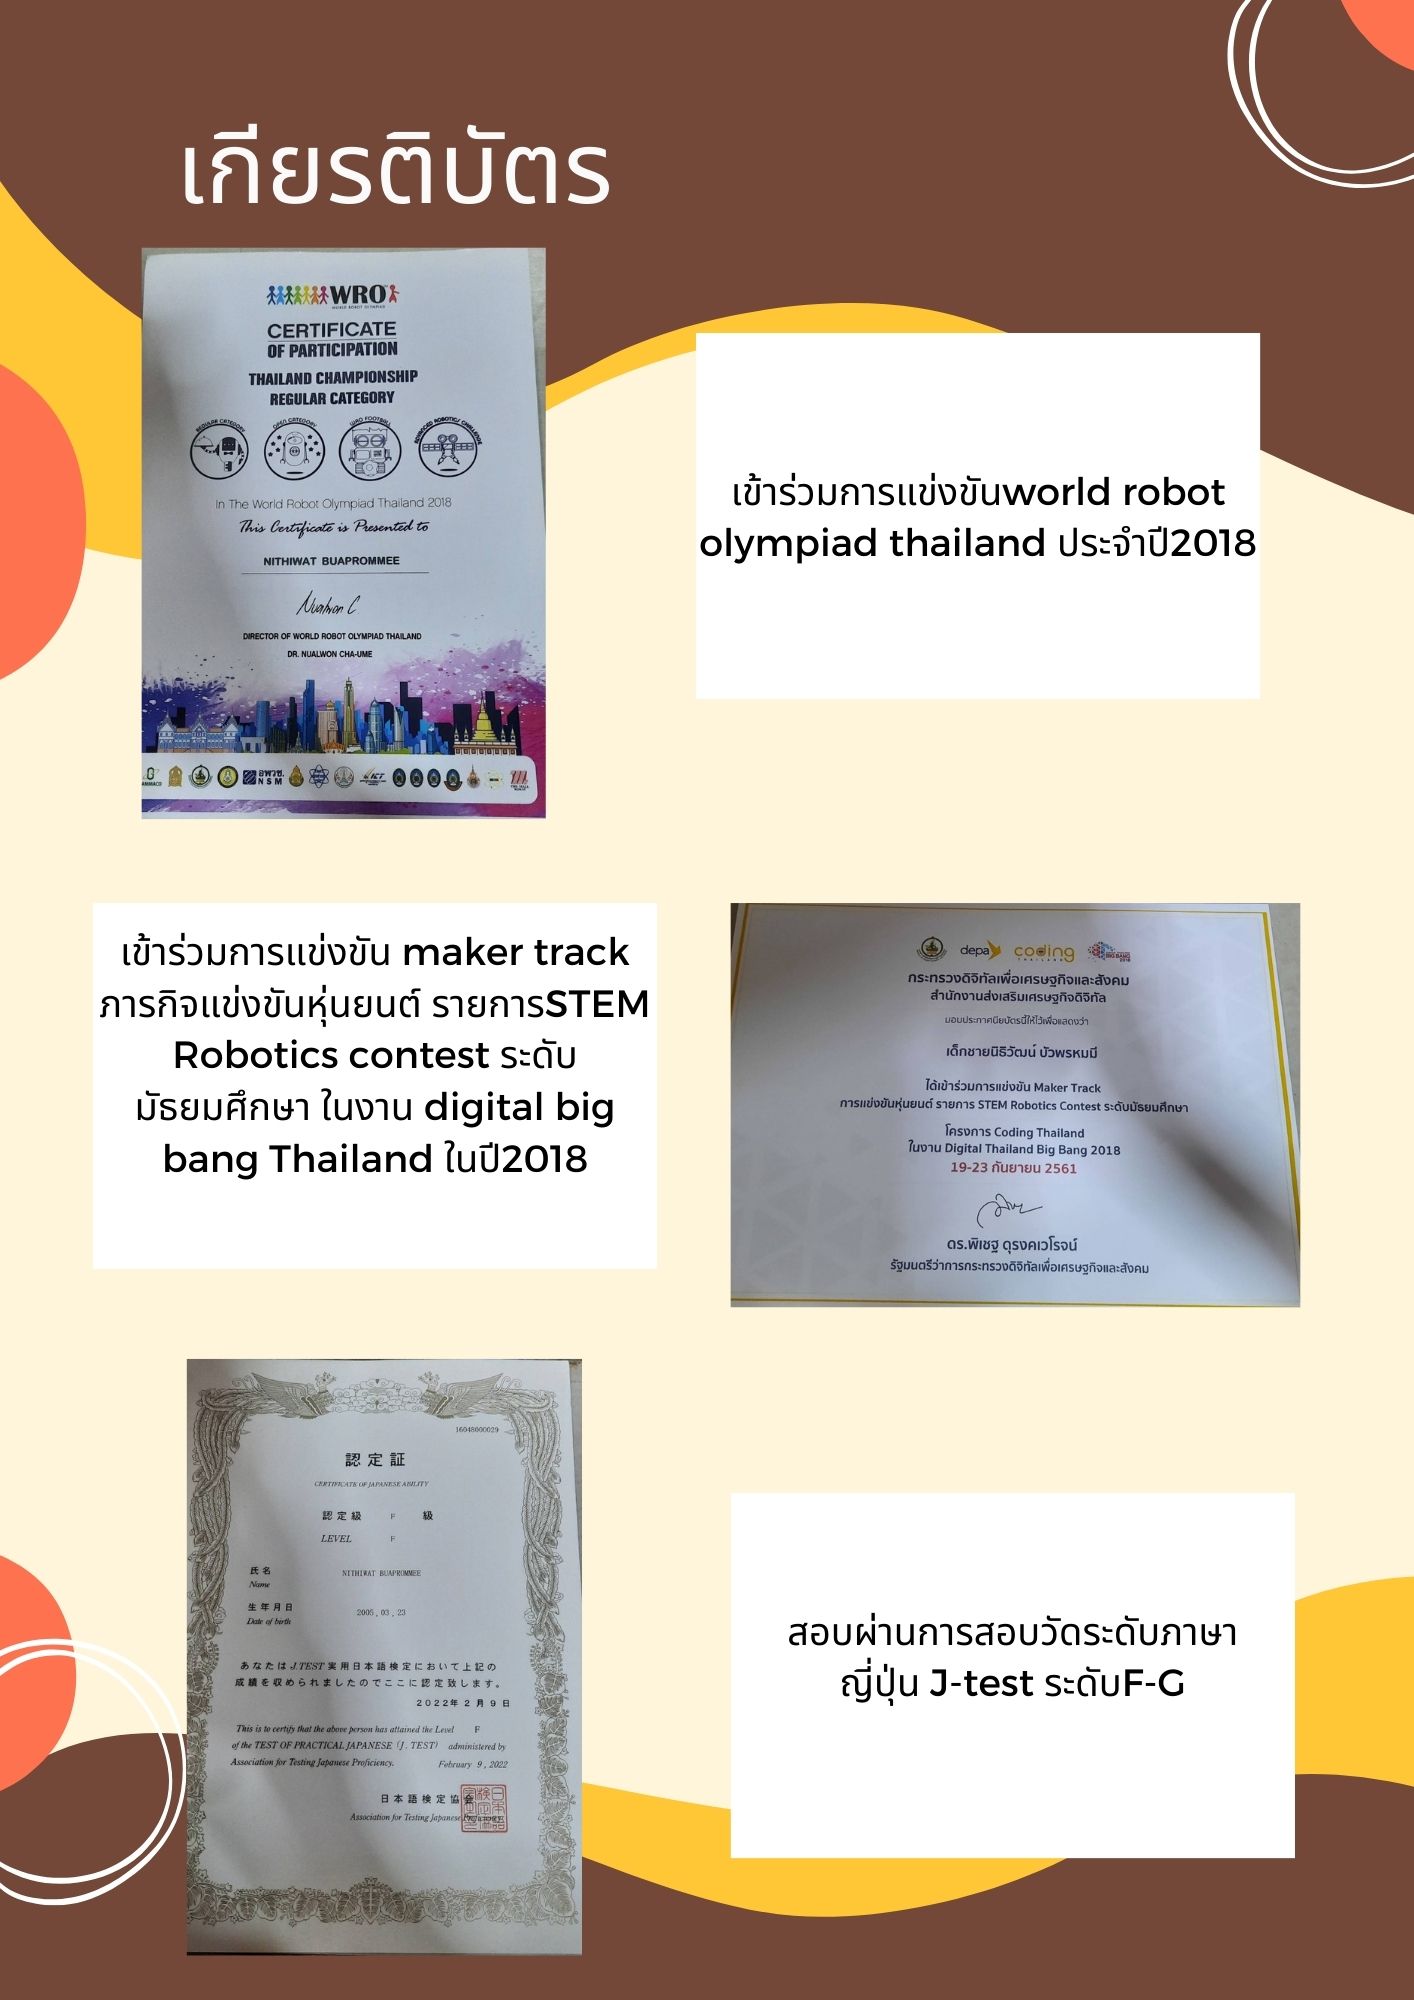 เกียรติบัตร
WRO
WORLD ROBOT OLYMPIAD
CERTIFICATE
OF PARTICIPATION
THAILAND CHAMPIONSHIP
REGULAR CATEGORY
REGULAR CATEGORY
OPEN CATEGORY
WRO FOOTBALL
ADVANCED ROBOTICS CHALLENGE
In The World Robot Olympiad Thailand 2018
This Certificate is Presented to
NITHIWAT BUAPROMMEE
Nualwon C
DIRECTOR OF WORLD ROBOT OLYMPIAD THAILAND
DR. NUALWON CHA-UME
อพวช.
NSM
ICT
เข้าร่วมการแข่งขันworld robot
olympiad thailand ประจำปี2018
เข้าร่วมการแข่งขัน maker track
ภารกิจแข่งขันหุ่นยนต์ รายการSTEM
Robotics contest ระดับ
มัธยมศึกษา ในงาน digital big
bang Thailand ในปี2018
depa coding
THAILAND
BIG BANG
2018
กระทรวงดิจิทัลเพื่อเศรษฐกิจและสังคม
สำนักงานส่งเสริมเศรษฐกิจดิจิทัล
มอบประกาศนียบัตรนี้ให้ไว้เพื่อแสดงว่า
เด็กชายนิธิวัฒน์ บัวพรหมมี
ได้เข้าร่วมการแข่งขัน Maker Track
การแข่งขันหุ่นยนต์ รายการ STEM Robotics Contest ระดับมัธยมศึกษา
โครงการ Coding Thailand
ในงาน Digital Thailand Big Bang 2018
19-23 กันยายน 2561
ดร.พิเชฐ ดุรงคเวโรจน์
รัฐมนตรีว่าการกระทรวงดิจิทัลเพื่อเศรษฐกิจและสังคม
16048000029
認定証
CERTIFICATE OF JAPANESE ABILITY
認定級 F 級
LEVEL F
氏名
Name NITHIWAT BUAPROMMEE
生年月日
Date of birth 2005 , 03 , 23
あなたは J.TEST 実用日本語検定において上記の
成績を収められましたのでここに認定致します。
2022年 2 月 9 日
This is to certify that the above person has attained the Level F
of the TEST OF PRACTICAL JAPANESE (J. TEST) administered by
Association for Testing Japanese Proficiency. February 9 , 2022
日本語検定協会
Association for Testing Japanese Proficiency
สอบผ่านการสอบวัดระดับภาษา
ญี่ปุ่น J-test ระดับF-G